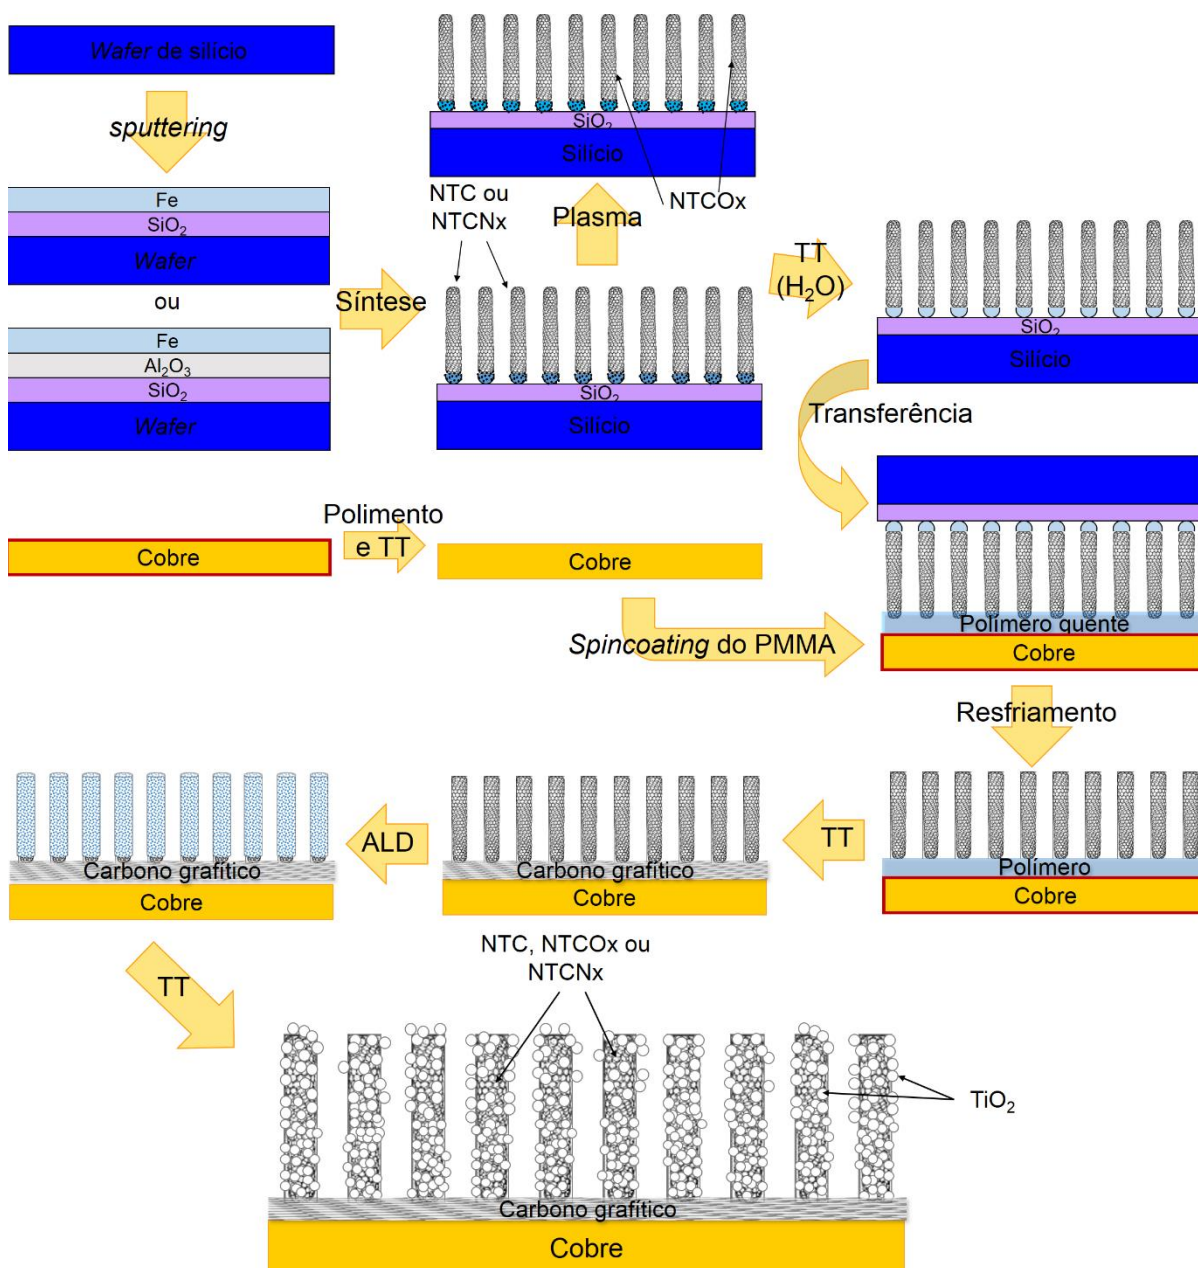 Wafer de silício
sputtering
Fe
SiO₂
Wafer
ou
Fe
Al₂O₃
SiO₂
Wafer
Síntese
NTC ou
NTCNx
SiO₂
Silício
Plasma
NTCOx
SiO₂
Silício
TT
(H₂O)
SiO₂
Silício
Transferência
Cobre
Polimento
e TT
Cobre
Spincoating do PMMA
Polímero quente
Cobre
Resfriamento
Polímero
Cobre
TT
Carbono grafítico
Cobre
ALD
Carbono grafítico
Cobre
TT
NTC, NTCOx ou
NTCNx
TiO₂
Carbono grafítico
Cobre